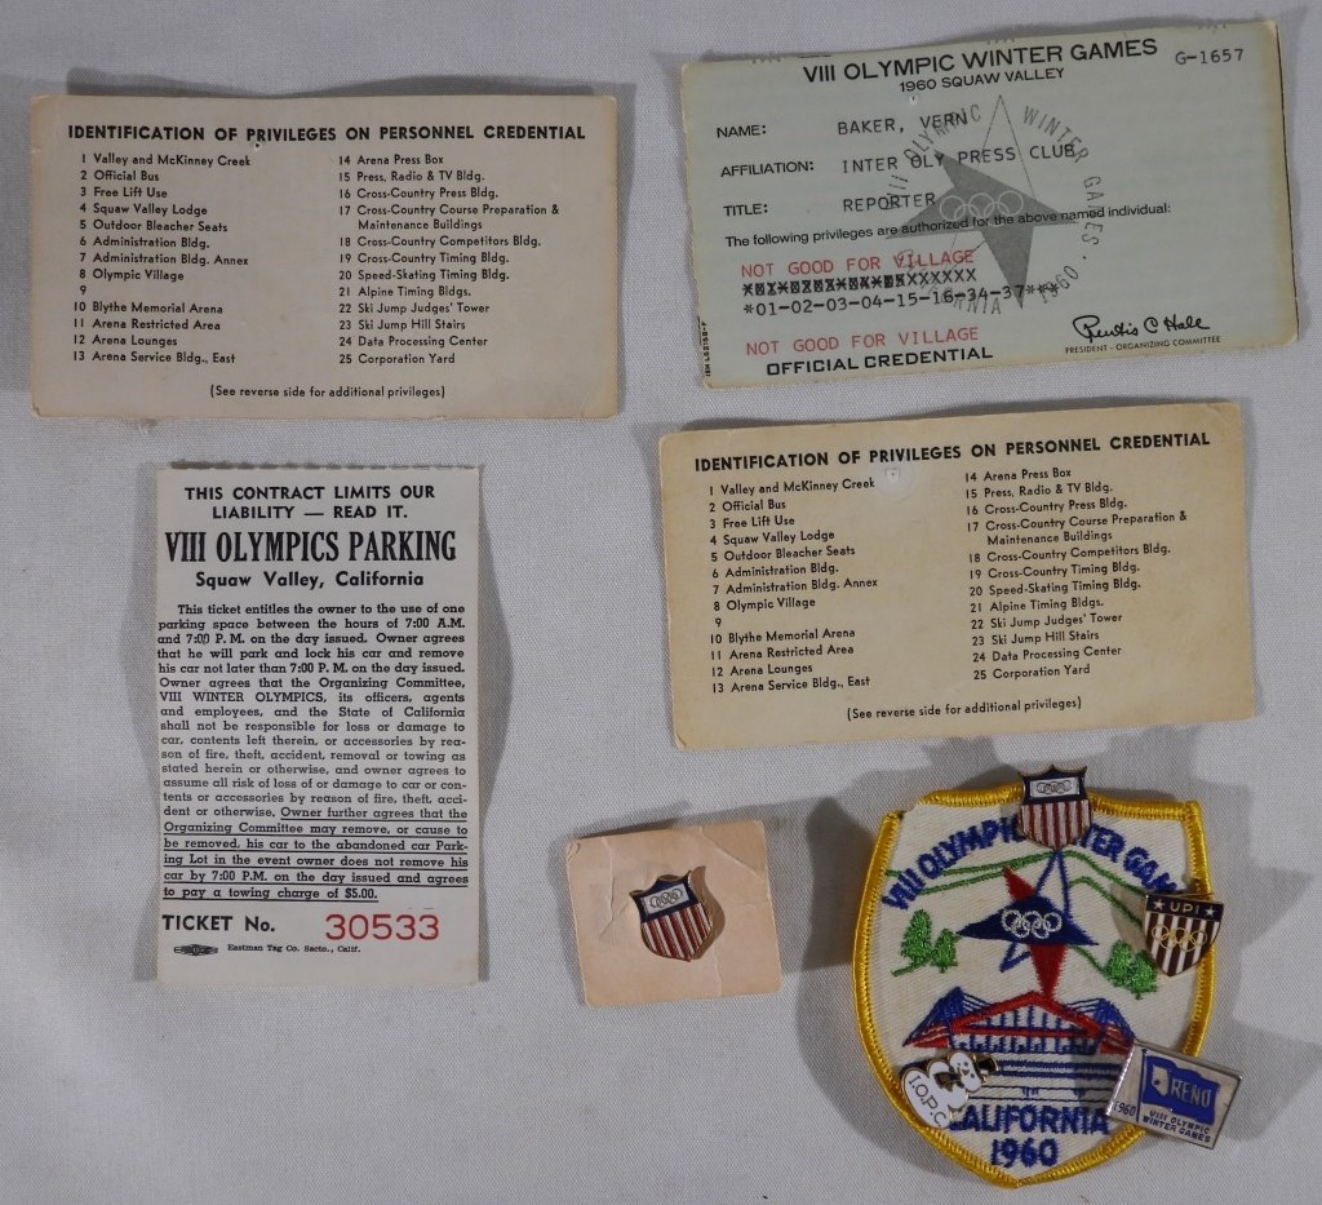 IDENTIFICATION OF PRIVILEGES ON PERSONNEL CREDENTIAL
1 Valley and McKinney Creek
2 Official Bus
3 Free Lift Use
4 Squaw Valley Lodge
5 Outdoor Bleacher Seats
6 Administration Bldg.
7 Administration Bldg. Annex
8 Olympic Village
9
10 Blythe Memorial Arena
11 Arena Restricted Area
12 Arena Lounges
13 Arena Service Bldg., East
14 Arena Press Box
15 Press, Radio & TV Bldg.
16 Cross-Country Press Bldg.
17 Cross-Country Course Preparation &
Maintenance Buildings
18 Cross-Country Competitors Bldg.
19 Cross-Country Timing Bldg.
20 Speed-Skating Timing Bldg.
21 Alpine Timing Bldgs.
22 Ski Jump Judges' Tower
23 Ski Jump Hill Stairs
24 Data Processing Center
25 Corporation Yard
(See reverse side for additional privileges)
VIII OLYMPIC WINTER GAMES
1960 SQUAW VALLEY
G-1657
NAME: BAKER, VERN
AFFILIATION: INTER OLY PRESS CLUB
TITLE: REPORTER
The following privileges are authorized for the above named individual:
NOT GOOD FOR VILLAGE
*01-02-03-04-15-16-34-37***
NOT GOOD FOR VILLAGE
OFFICIAL CREDENTIAL
Prentis C Hale
PRESIDENT - ORGANIZING COMMITTEE
VIII OLYMPIC WINTER GAMES · CALIFORNIA 1960 ·
THIS CONTRACT LIMITS OUR
LIABILITY — READ IT.
VIII OLYMPICS PARKING
Squaw Valley, California
This ticket entitles the owner to the use of one
parking space between the hours of 7:00 A.M.
and 7:00 P. M. on the day issued. Owner agrees
that he will park and lock his car and remove
his car not later than 7:00 P. M. on the day issued.
Owner agrees that the Organizing Committee,
VIII WINTER OLYMPICS, its officers, agents
and employees, and the State of California
shall not be responsible for loss or damage to
car, contents left therein, or accessories by rea-
son of fire, theft, accident, removal or towing as
stated herein or otherwise, and owner agrees to
assume all risk of loss of or damage to car or con-
tents or accessories by reason of fire, theft, acci-
dent or otherwise. Owner further agrees that the
Organizing Committee may remove, or cause to
be removed, his car to the abandoned car Park-
ing Lot in the event owner does not remove his
car by 7:00 P.M. on the day issued and agrees
to pay a towing charge of $5.00.
TICKET No. 30533
Eastman Tag Co. Sacto., Calif.
IDENTIFICATION OF PRIVILEGES ON PERSONNEL CREDENTIAL
1 Valley and McKinney Creek
2 Official Bus
3 Free Lift Use
4 Squaw Valley Lodge
5 Outdoor Bleacher Seats
6 Administration Bldg.
7 Administration Bldg. Annex
8 Olympic Village
9
10 Blythe Memorial Arena
11 Arena Restricted Area
12 Arena Lounges
13 Arena Service Bldg., East
14 Arena Press Box
15 Press, Radio & TV Bldg.
16 Cross-Country Press Bldg.
17 Cross-Country Course Preparation &
Maintenance Buildings
18 Cross-Country Competitors Bldg.
19 Cross-Country Timing Bldg.
20 Speed-Skating Timing Bldg.
21 Alpine Timing Bldgs.
22 Ski Jump Judges' Tower
23 Ski Jump Hill Stairs
24 Data Processing Center
25 Corporation Yard
(See reverse side for additional privileges)
VIII OLYMPIC WINTER GAMES
UPI
I.O.P.C.
RENO
1960 VIII OLYMPIC
WINTER GAMES
CALIFORNIA
1960